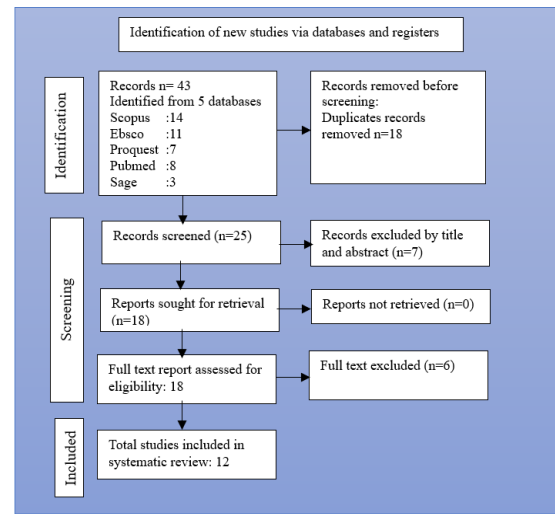 Identification of new studies via databases and registers
Identification
Records n= 43
Identified from 5 databases
Scopus :14
Ebsco :11
Proquest :7
Pubmed :8
Sage :3
Records removed before
screening:
Duplicates records
removed n=18
Screening
Records screened (n=25)
Records excluded by title
and abstract (n=7)
Reports sought for retrieval
(n=18)
Reports not retrieved (n=0)
Full text report assessed for
eligibility: 18
Full text excluded (n=6)
Included
Total studies included in
systematic review: 12